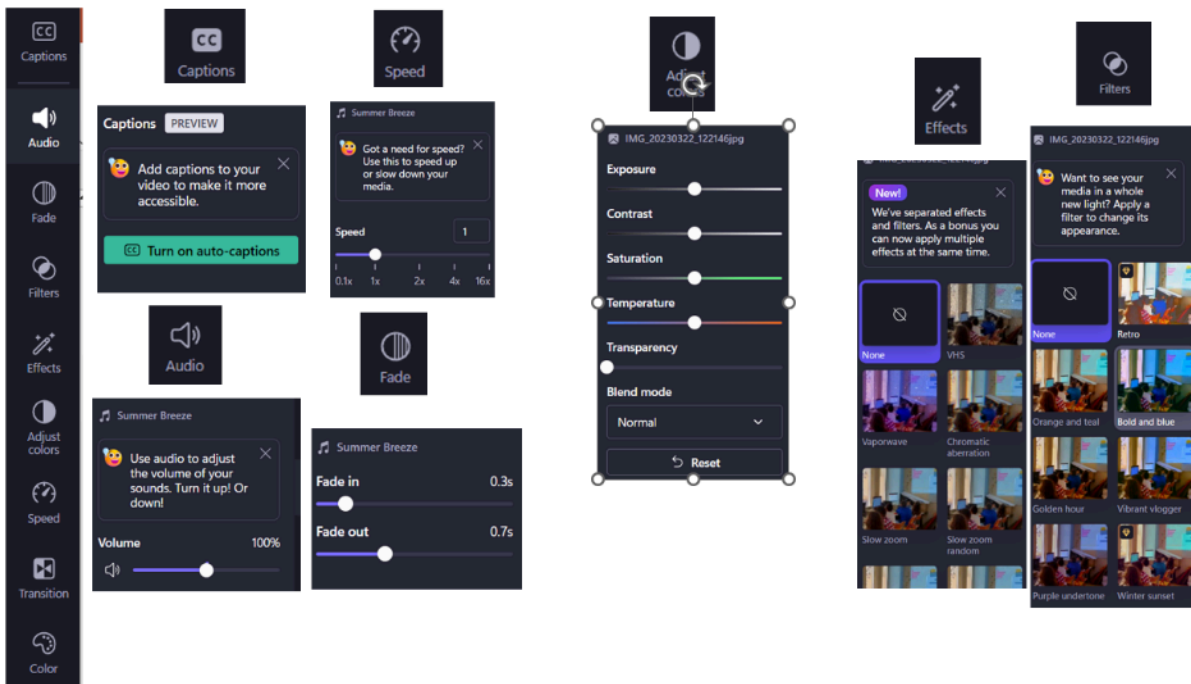 Captions
Audio
Fade
Filters
Effects
Adjust
colors
Speed
Transition
Color
CC
Captions
Captions PREVIEW
Add captions to your
video to make it more
accessible.
CC Turn on auto-captions
Speed
Summer Breeze
Got a need for speed?
Use this to speed up
or slow down your
media.
Speed 1
0.1x 1x 2x 4x 16x
Audio
Summer Breeze
Use audio to adjust
the volume of your
sounds. Turn it up! Or
down!
Volume 100%
Fade
Summer Breeze
Fade in 0.3s
Fade out 0.7s
Adjust
colors
IMG_20230322_122146jpg
Exposure
Contrast
Saturation
Temperature
Transparency
Blend mode
Normal
Reset
Effects
IMG_20230322_122146jpg
New!
We've separated effects
and filters. As a bonus you
can now apply multiple
effects at the same time.
None VHS
Vaporwave Chromatic
aberration
Slow zoom Slow zoom
random
Filters
IMG_20230322_122146jpg
Want to see your
media in a whole
new light? Apply a
filter to change its
appearance.
None Retro
Orange and teal Bold and blue
Golden hour Vibrant vlogger
Purple undertone Winter sunset